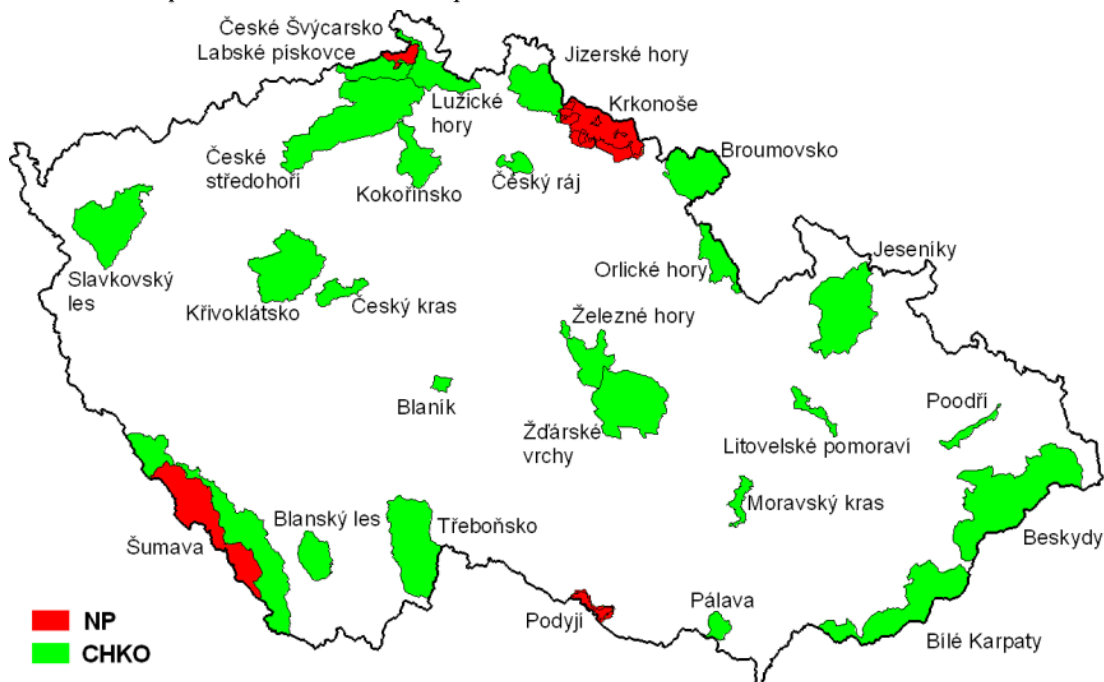 České Švýcarsko
Labské pískovce
Jizerské hory
Lužické
hory
Krkonoše
Broumovsko
České
středohoří
Kokořínsko
Český ráj
Slavkovský
les
Křivoklátsko
Český kras
Orlické hory
Jeseníky
Železné hory
Blaník
Žďárské
vrchy
Litovelské pomoraví
Poodří
Moravský kras
Šumava
Blanský les
Třeboňsko
Beskydy
Podyjí
Pálava
Bílé Karpaty
NP
CHKO